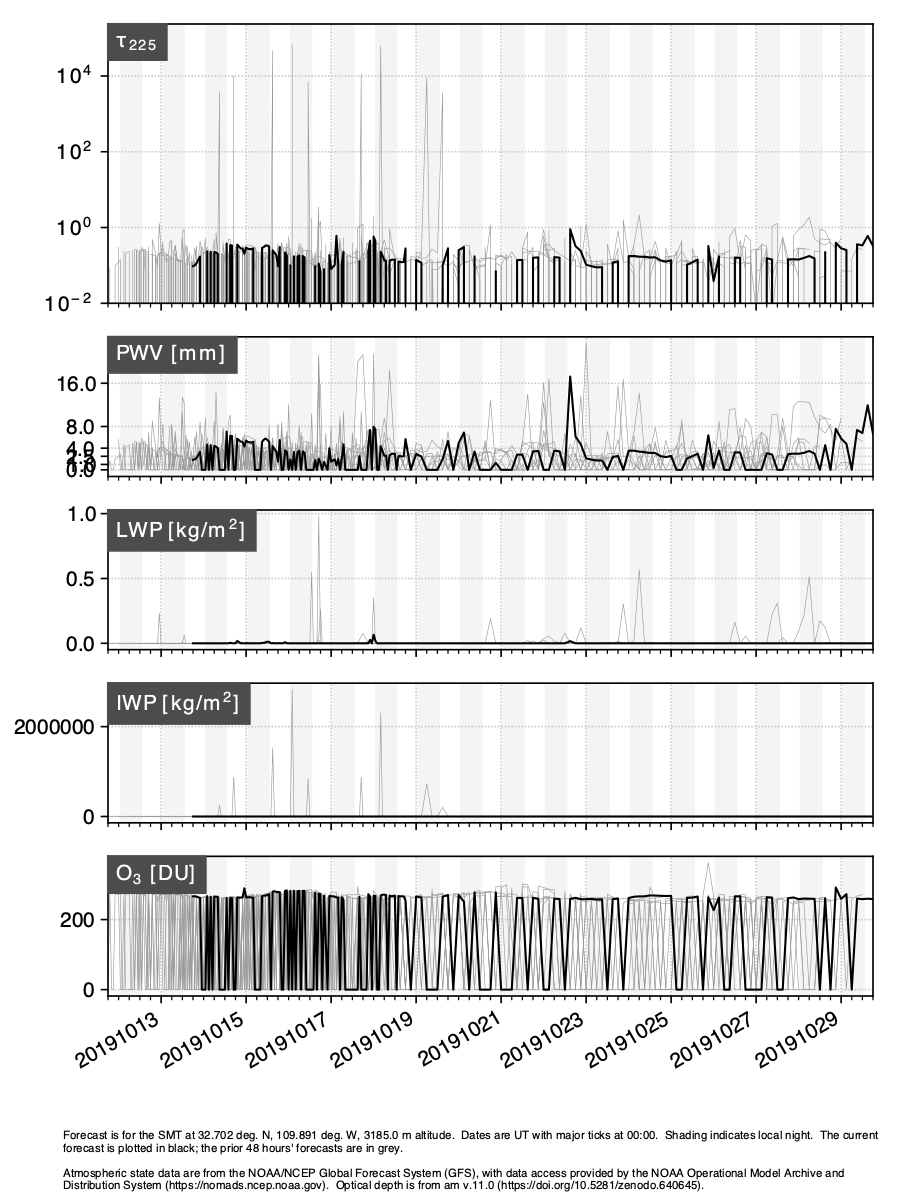 τ225
10⁴
10²
10⁰
10⁻²
PWV [mm]
16.0
8.0
4.0
0.0
1.0
LWP [kg/m²]
0.5
0.0
IWP [kg/m²]
2000000
0
O₃ [DU]
200
0
20191013 20191015 20191017 20191019 20191021 20191023 20191025 20191027 20191029
Forecast is for the SMT at 32.702 deg. N, 109.891 deg. W, 3185.0 m altitude.  Dates are UT with major ticks at 00:00.  Shading indicates local night.  The current
forecast is plotted in black; the prior 48 hours' forecasts are in grey.
Atmospheric state data are from the NOAA/NCEP Global Forecast System (GFS), with data access provided by the NOAA Operational Model Archive and
Distribution System (https://nomads.ncep.noaa.gov).  Optical depth is from am v.11.0 (https://doi.org/10.5281/zenodo.640645).